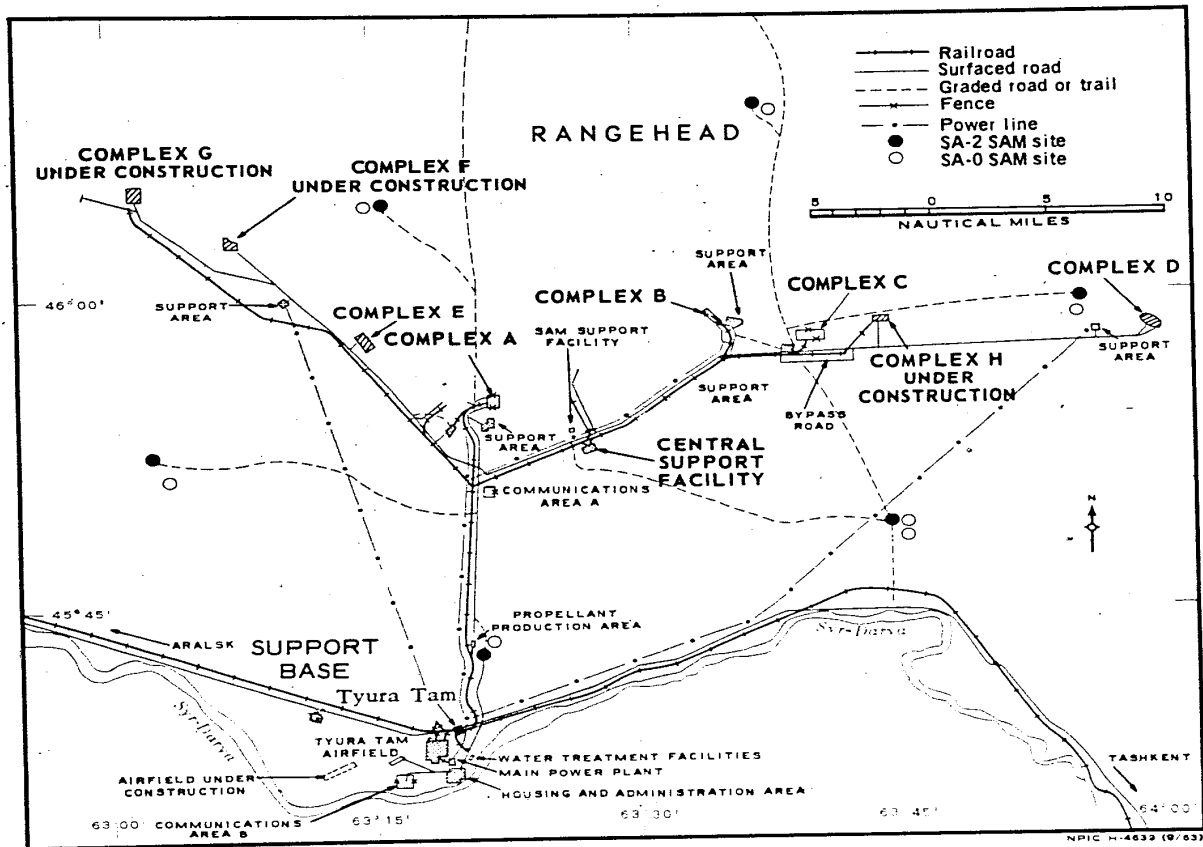 Railroad
Surfaced road
Graded road or trail
Fence
Power line
SA-2 SAM site
SA-0 SAM site
5 0 5 10
NAUTICAL MILES
RANGEHEAD
COMPLEX G
UNDER CONSTRUCTION
COMPLEX F
UNDER CONSTRUCTION
SUPPORT
AREA
COMPLEX D
COMPLEX C
COMPLEX B
46°00'
SUPPORT
AREA
COMPLEX E
COMPLEX A
SAM SUPPORT
FACILITY
SUPPORT
AREA
COMPLEX H
UNDER
CONSTRUCTION
SUPPORT
AREA
BYPASS
ROAD
SUPPORT
AREA
CENTRAL
SUPPORT
FACILITY
COMMUNICATIONS
AREA A
N
45°45'
PROPELLANT
PRODUCTION AREA
ARALSK
SUPPORT
BASE
Syr-Darya
Tyura Tam
Syr-Darya
TYURA TAM
AIRFIELD
WATER TREATMENT FACILITIES
MAIN POWER PLANT
HOUSING AND ADMINISTRATION AREA
AIRFIELD UNDER
CONSTRUCTION
TASHKENT
COMMUNICATIONS
AREA B
63°00'
63°15'
63°30'
63°45'
64°00'
NPIC H-4633 (9/63)